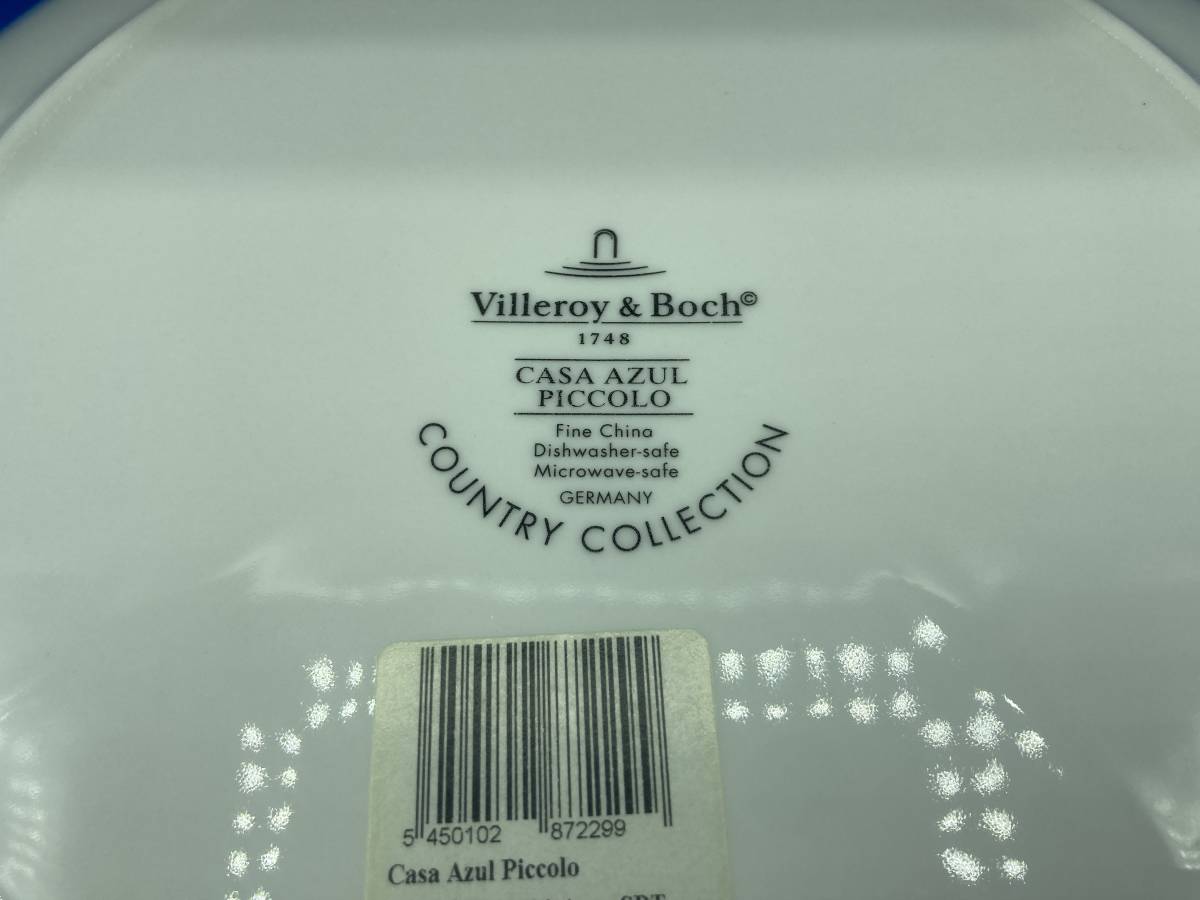 Villeroy & Boch©
1748
CASA AZUL
PICCOLO
Fine China
Dishwasher-safe
Microwave-safe
GERMANY
COUNTRY COLLECTION
5 450102 872299
Casa Azul Piccolo